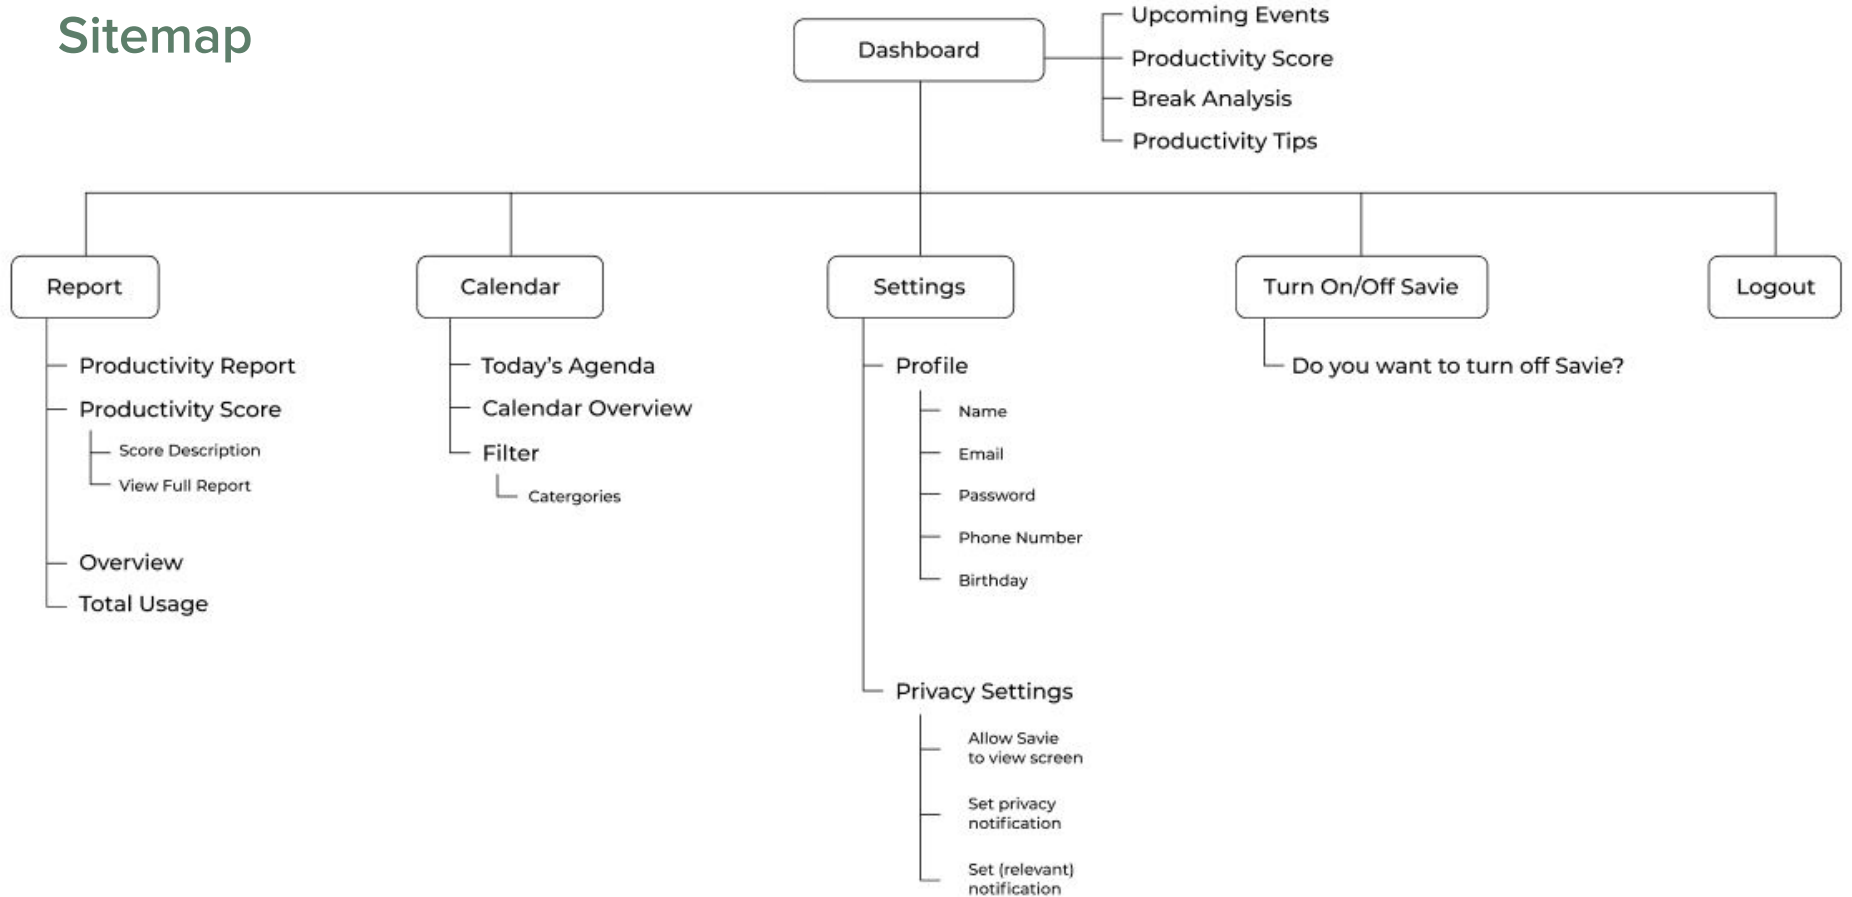 Sitemap
Dashboard
Upcoming Events
Productivity Score
Break Analysis
Productivity Tips
Report
Calendar
Settings
Turn On/Off Savie
Logout
Productivity Report
Productivity Score
Score Description
View Full Report
Overview
Total Usage
Today's Agenda
Calendar Overview
Filter
Catergories
Profile
Name
Email
Password
Phone Number
Birthday
Privacy Settings
Allow Savie
to view screen
Set privacy
notification
Set (relevant)
notification
Do you want to turn off Savie?